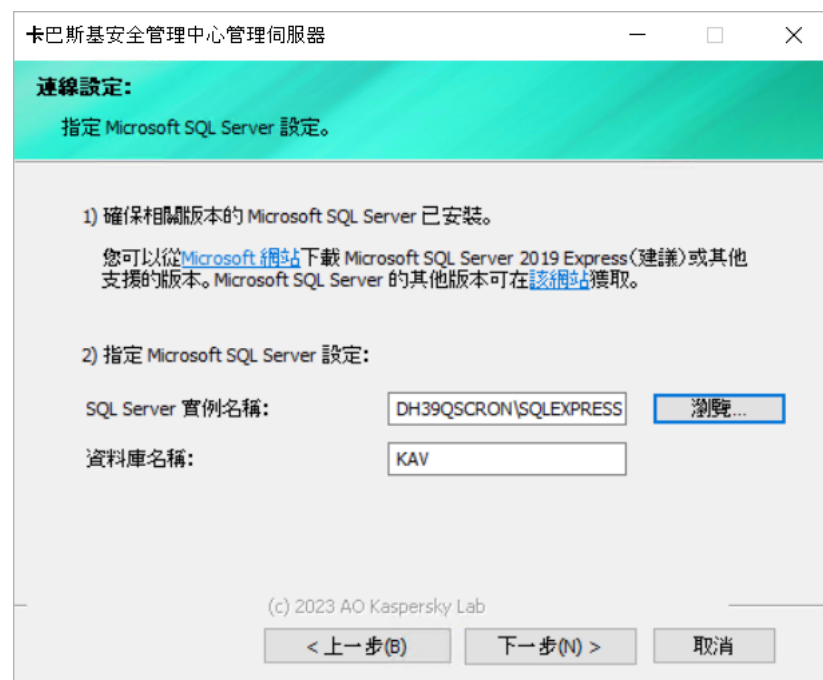 卡巴斯基安全管理中心管理伺服器
連線設定:
指定 Microsoft SQL Server 設定。
1) 確保相關版本的 Microsoft SQL Server 已安裝。
您可以從Microsoft 網站下載 Microsoft SQL Server 2019 Express(建議)或其他
支援的版本。Microsoft SQL Server 的其他版本可在該網站獲取。
2) 指定 Microsoft SQL Server 設定:
SQL Server 實例名稱: DH39QSCRON\SQLEXPRESS 瀏覽...
資料庫名稱: KAV
(c) 2023 AO Kaspersky Lab
< 上一步(B) 下一步(N) > 取消